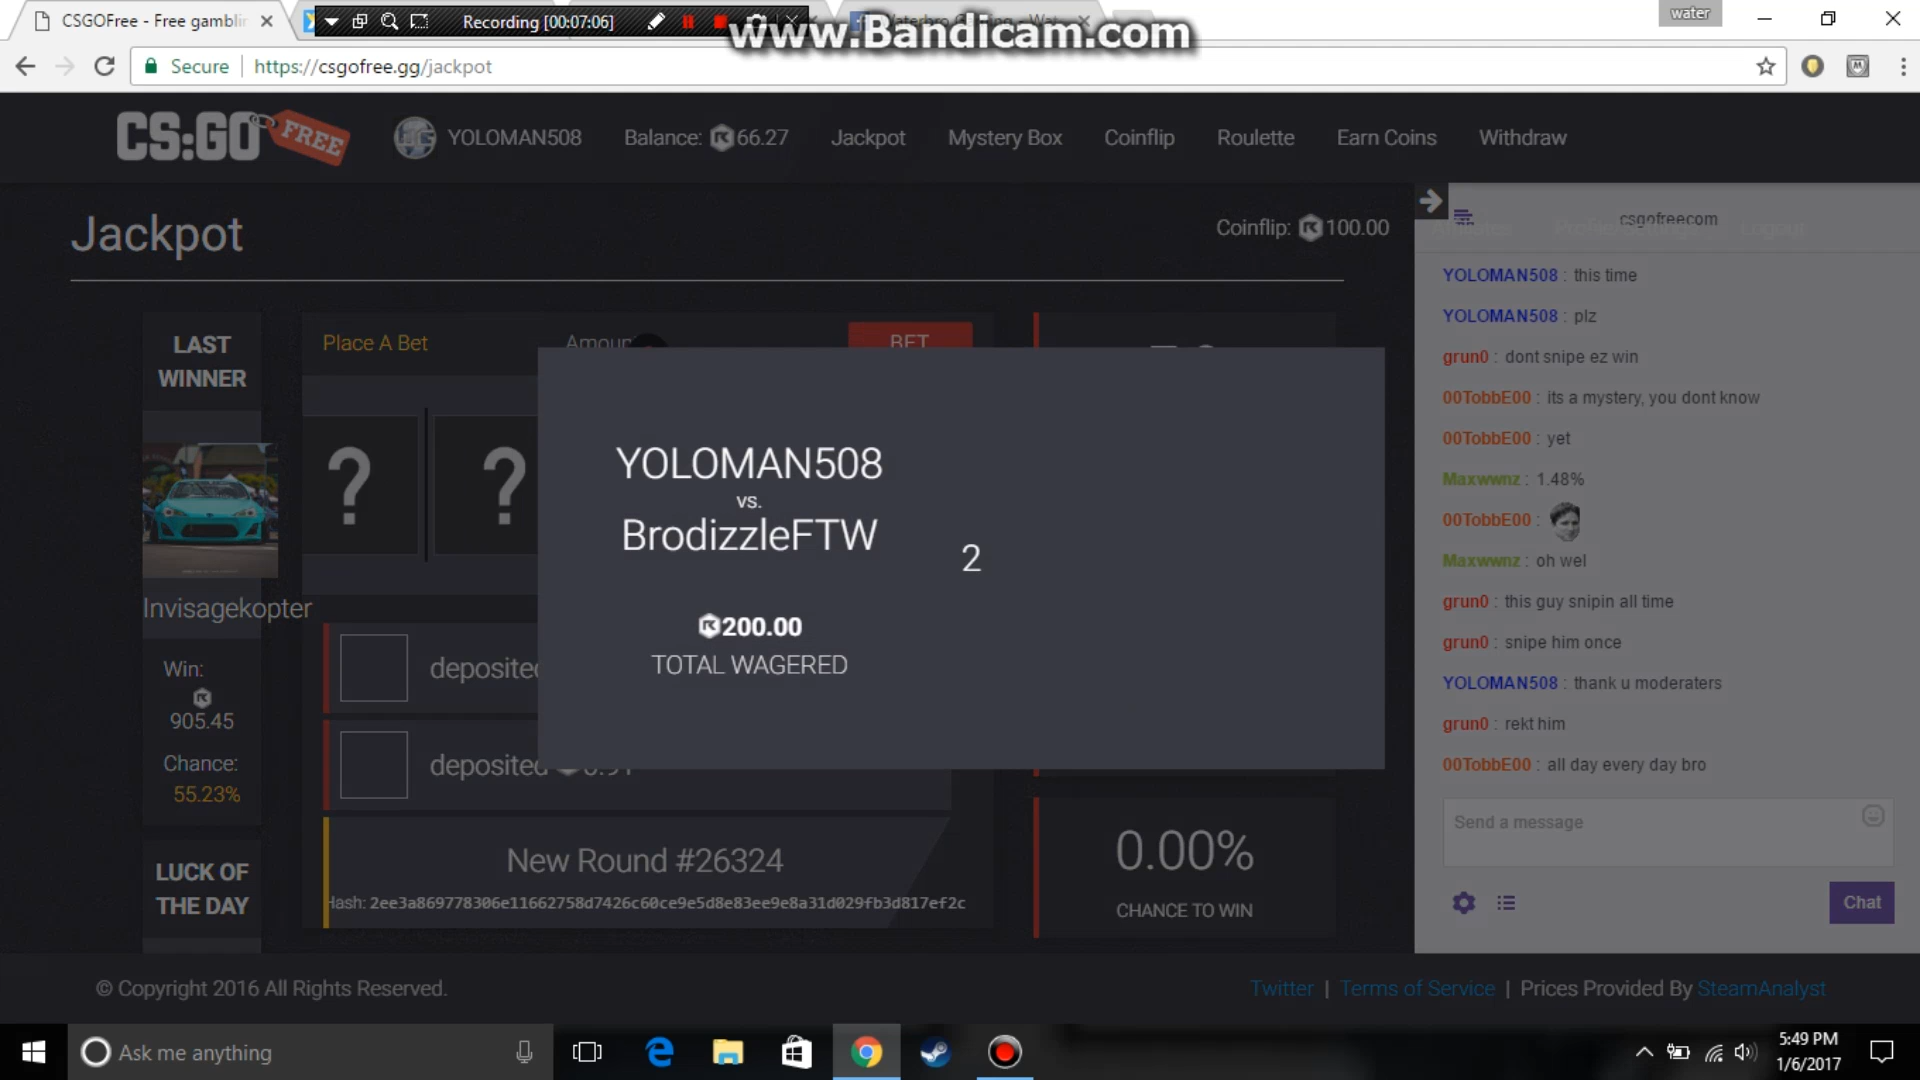 CSGOFree - Free gamblin
Recording [00:07:06]
www.Bandicam.com
water
Secure
https://csgofree.gg/jackpot
CS:GO FREE
YOLOMAN508
Balance: 66.27
Jackpot
Mystery Box
Coinflip
Roulette
Earn Coins
Withdraw
Jackpot
Coinflip: 100.00
csgofreecom
Logout
LAST
WINNER
Invisagekopter
Win:
905.45
Chance:
55.23%
LUCK OF
THE DAY
Place A Bet
BET
? ?
YOLOMAN508
vs.
BrodizzleFTW
2
200.00
TOTAL WAGERED
deposited
deposited
New Round #26324
Hash: 2ee3a869778306e11662758d7426c60ce9e5d8e83ee9e8a31d029fb3d817ef2c
0.00%
CHANCE TO WIN
YOLOMAN508 : this time
YOLOMAN508 : plz
grun0 : dont snipe ez win
00TobbE00 : its a mystery, you dont know
00TobbE00 : yet
Maxwwnz : 1.48%
00TobbE00 :
Maxwwnz : oh wel
grun0 : this guy snipin all time
grun0 : snipe him once
YOLOMAN508 : thank u moderaters
grun0 : rekt him
00TobbE00 : all day every day bro
Send a message
Chat
© Copyright 2016 All Rights Reserved.
Twitter | Terms of Service | Prices Provided By SteamAnalyst
Ask me anything
5:49 PM
1/6/2017